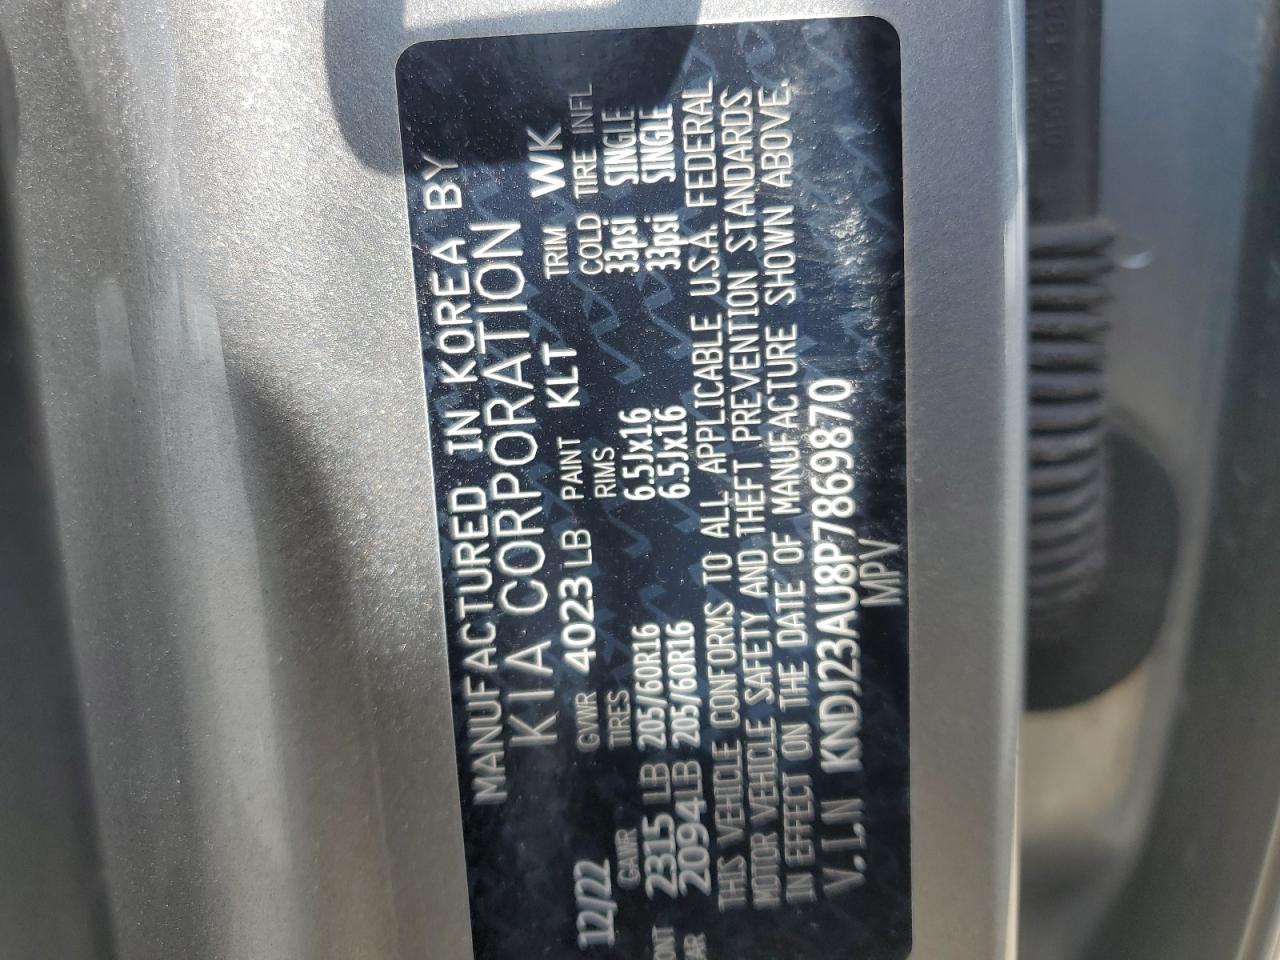 MANUFACTURED IN KOREA BY
KIA CORPORATION
12/22 GVWR 4023 LB PAINT KLT TRIM WK
GAWR TIRES RIMS COLD TIRE INFL
ONT 2315 LB 205/60R16 6.5Jx16 33psi SINGLE
AR 2094LB 205/60R16 6.5Jx16 33psi SINGLE
THIS VEHICLE CONFORMS TO ALL APPLICABLE U.S.A. FEDERAL
MOTOR VEHICLE SAFETY AND THEFT PREVENTION STANDARDS
IN EFFECT ON THE DATE OF MANUFACTURE SHOWN ABOVE.
V.I.N KNDJ23AU8P7869870
MPV